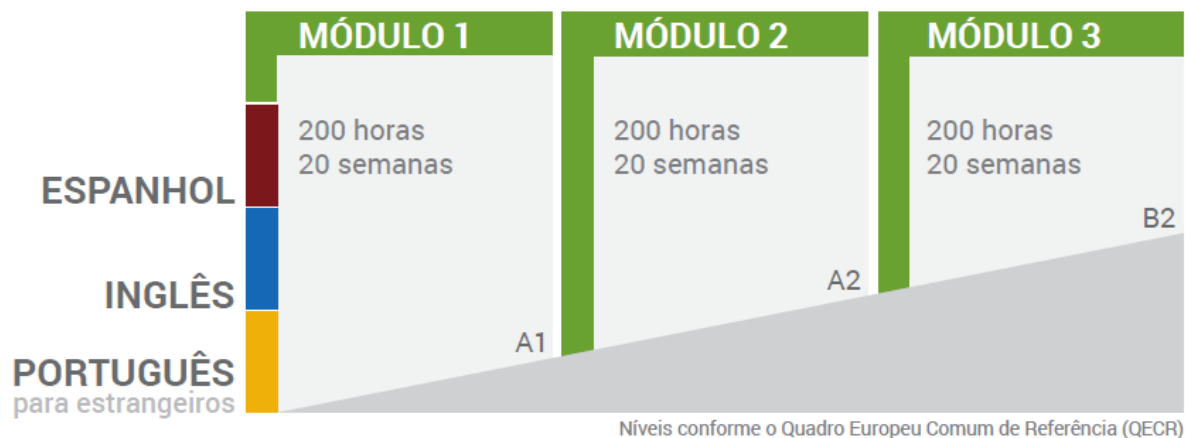 MÓDULO 1
MÓDULO 2
MÓDULO 3
200 horas
20 semanas
200 horas
20 semanas
200 horas
20 semanas
ESPANHOL
INGLÊS
PORTUGUÊS
para estrangeiros
A1
A2
B2
Níveis conforme o Quadro Europeu Comum de Referência (QECR)